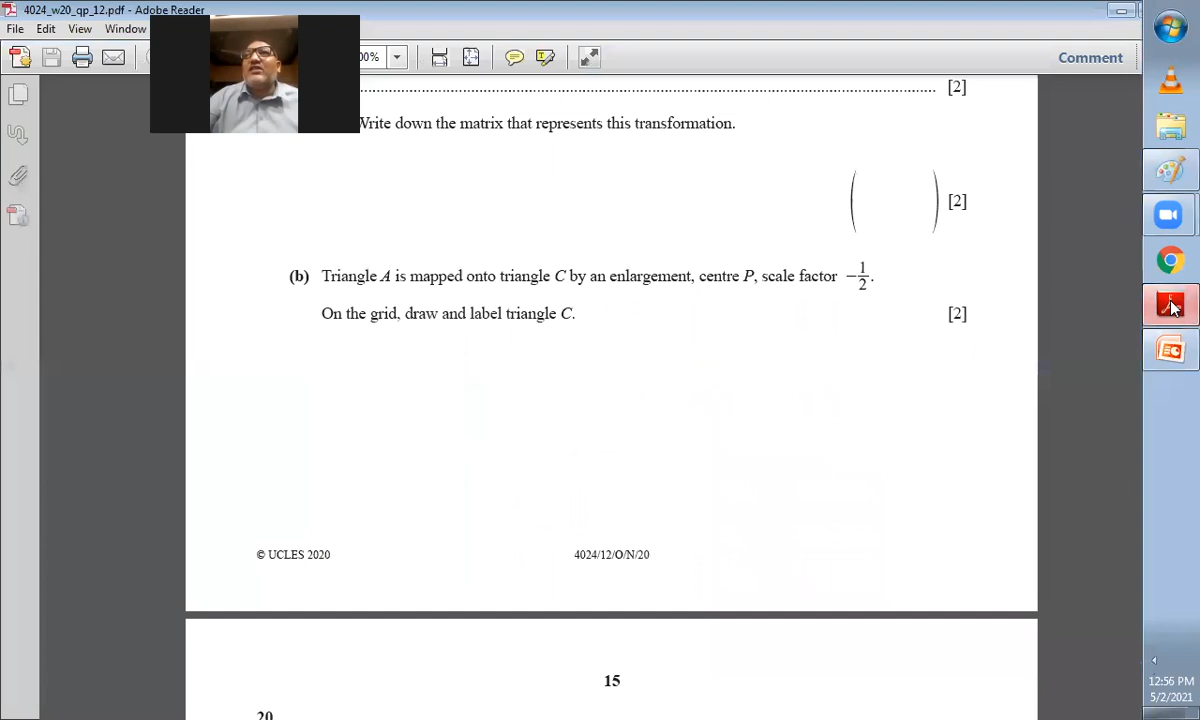 4024_w20_qp_12.pdf - Adobe Reader
File Edit View Window
00% Comment
[2]
Write down the matrix that represents this transformation.
[2]
(b) Triangle A is mapped onto triangle C by an enlargement, centre P, scale factor −1/2.
On the grid, draw and label triangle C. [2]
© UCLES 2020 4024/12/O/N/20
15
20
12:56 PM
5/2/2021